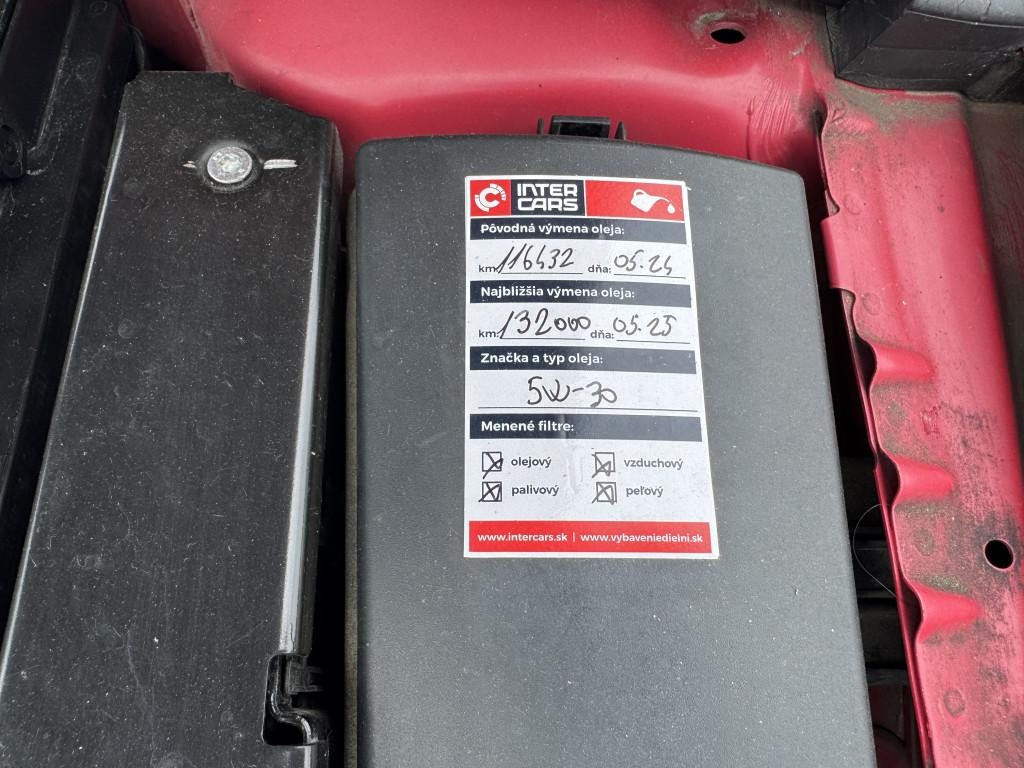 INTER
CARS
Pôvodná výmena oleja:
km: 116432 dňa: 05.24
Najbližšia výmena oleja:
km: 132000 dňa: 05.25
Značka a typ oleja:
5W-30
Menené filtre:
olejový vzduchový
palivový peľový
www.intercars.sk | www.vybaveniedielni.sk